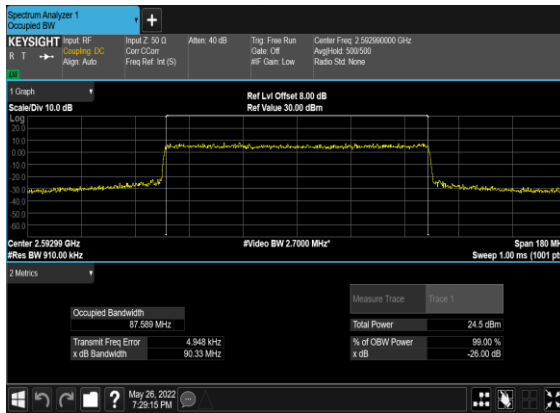 Spectrum Analyzer 1
Occupied BW
KEYSIGHT
R T
LXI
Input: RF
Coupling: DC
Align: Auto
Input Z: 50 Ω
Corr CCorr
Freq Ref: Int (S)
Atten: 40 dB
Trig: Free Run
Gate: Off
#IF Gain: Low
Center Freq: 2.592990000 GHz
Avg|Hold: 500/500
Radio Std: None
1 Graph
Scale/Div 10.0 dB
Ref Lvl Offset 8.00 dB
Ref Value 30.00 dBm
Log
20.0
10.0
0.00
-10.0
-20.0
-30.0
-40.0
-50.0
-60.0
Center 2.59299 GHz
#Res BW 910.00 kHz
#Video BW 2.7000 MHz*
Span 180 MH
Sweep 1.00 ms (1001 pt
2 Metrics
Measure Trace
Trace 1
Occupied Bandwidth
87.589 MHz
Total Power
24.5 dBm
Transmit Freq Error
4.948 kHz
% of OBW Power
99.00 %
x dB Bandwidth
90.33 MHz
x dB
-26.00 dB
?
May 26, 2022
7:29:15 PM